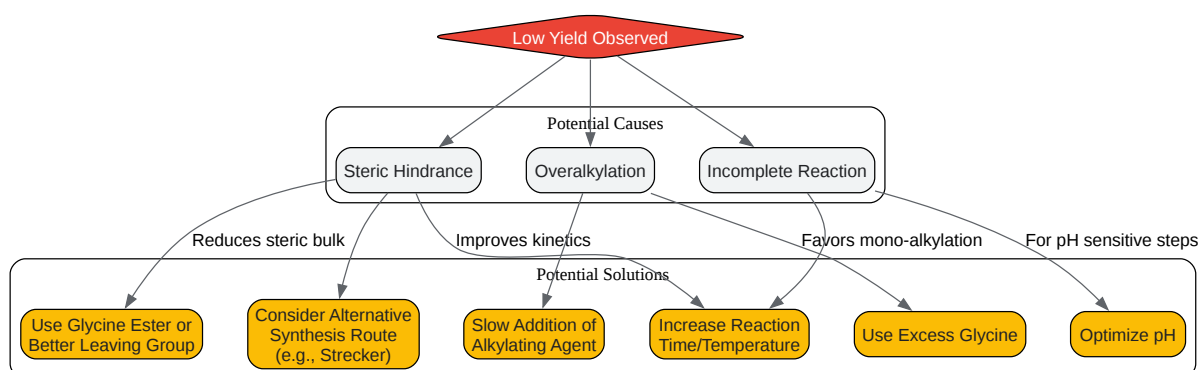 Low Yield Observed
Potential Causes
Steric Hindrance
Overalkylation
Incomplete Reaction
Reduces steric bulk
Improves kinetics
Favors mono-alkylation
For pH sensitive steps
Potential Solutions
Use Glycine Ester or
Better Leaving Group
Consider Alternative
Synthesis Route
(e.g., Strecker)
Slow Addition of
Alkylating Agent
Increase Reaction
Time/Temperature
Use Excess Glycine
Optimize pH